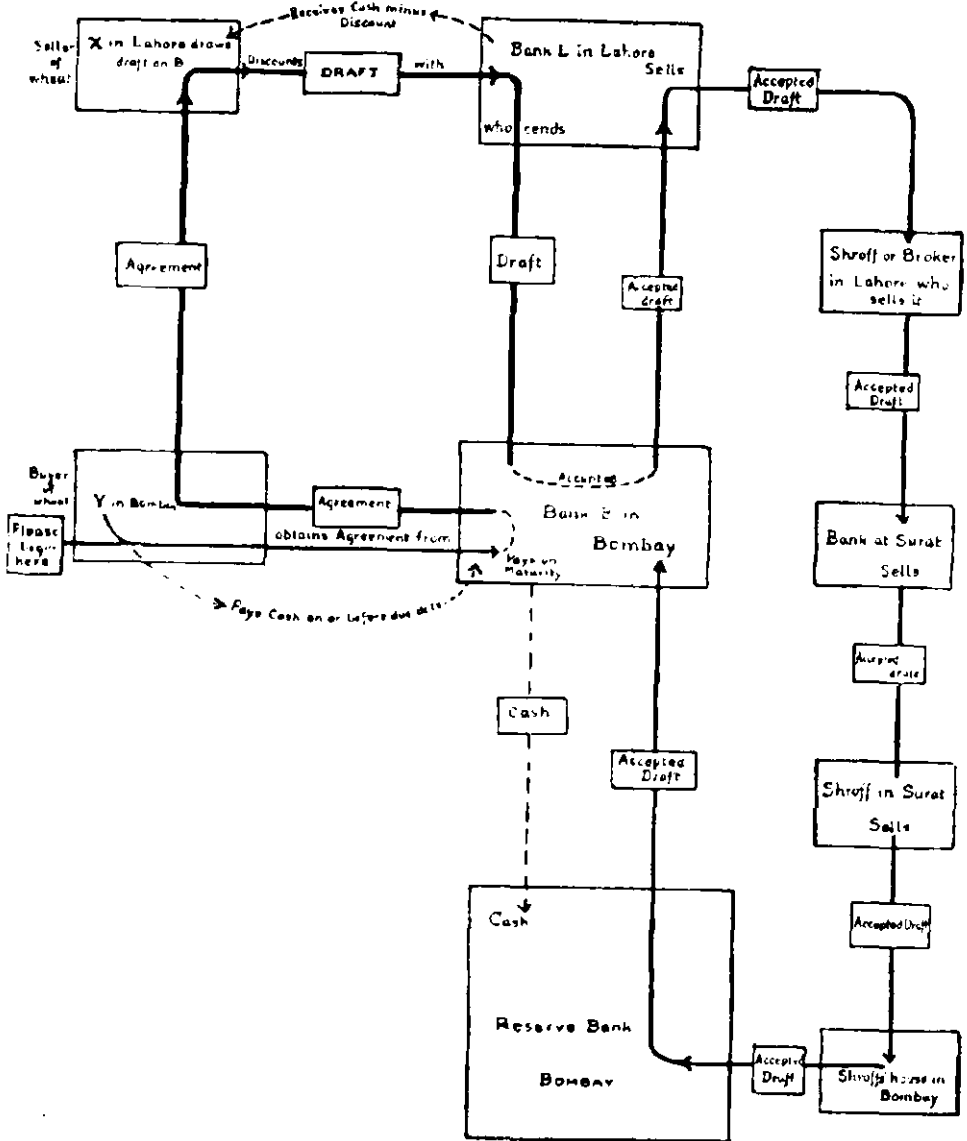 Receives Cash minus
Discount
Seller
of
wheat
X in Lahore draws
draft on B
Discounts
DRAFT
with
Bank L in Lahore
Sells
who sends
Accepted
Draft
Agreement
Draft
Accepted
draft
Shroff or Broker
in Lahore who
sells it
Accepted
Draft
Buyer
of
wheat
Y in Bombay
Agreement
Accepted
Bank B in
Bombay
Please
Login
here
obtains Agreement from
Pays on
Maturity
Pays Cash on or before due date
Bank at Surat
Sells
Accepted
draft
Cash
Accepted
Draft
Shroff in Surat
Sells
Accepted Draft
Cash
Reserve Bank
BOMBAY
Accepted
Draft
Shroffs' house in
Bombay